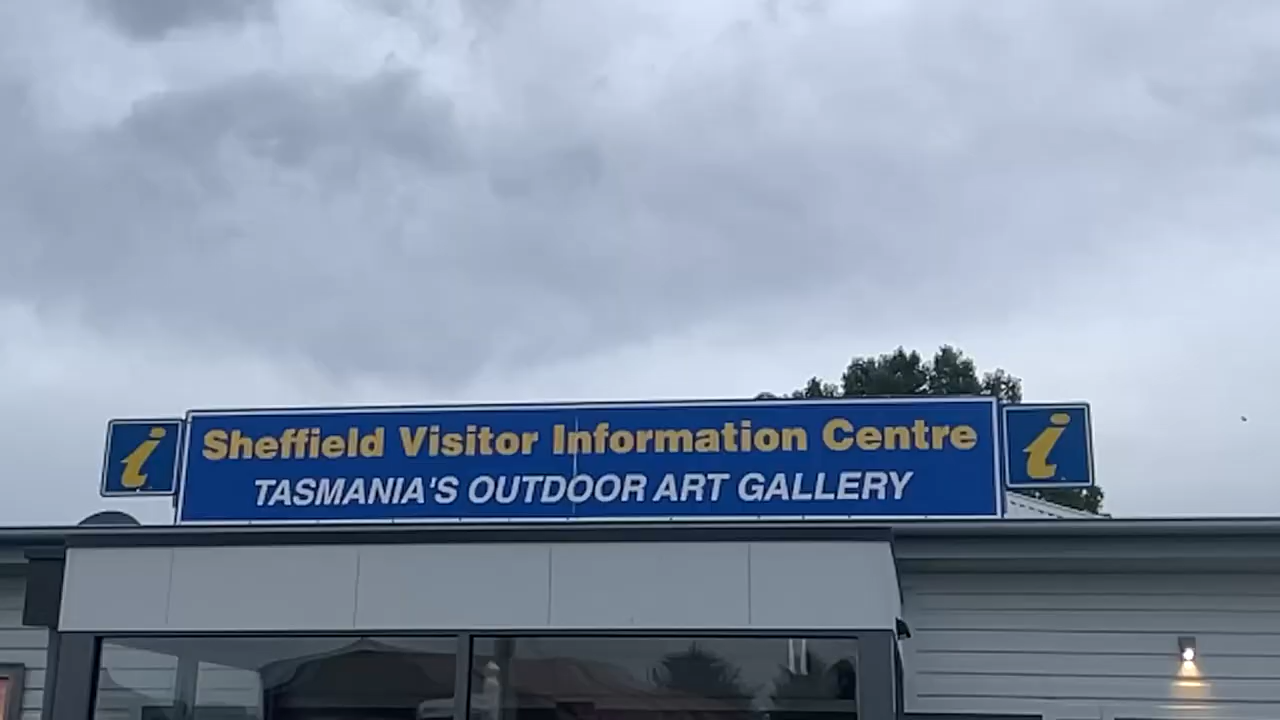 i
Sheffield Visitor Information Centre
TASMANIA'S OUTDOOR ART GALLERY
i